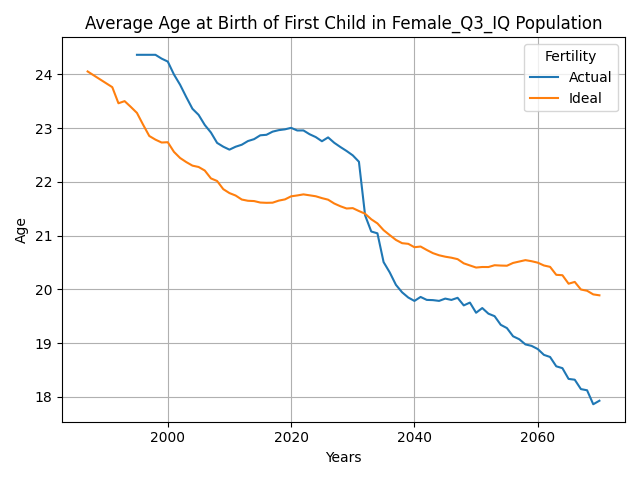 Average Age at Birth of First Child in Female_Q3_IQ Population
Fertility
Actual
Ideal
24
23
22
21
20
19
18
Age
2000
2020
2040
2060
Years